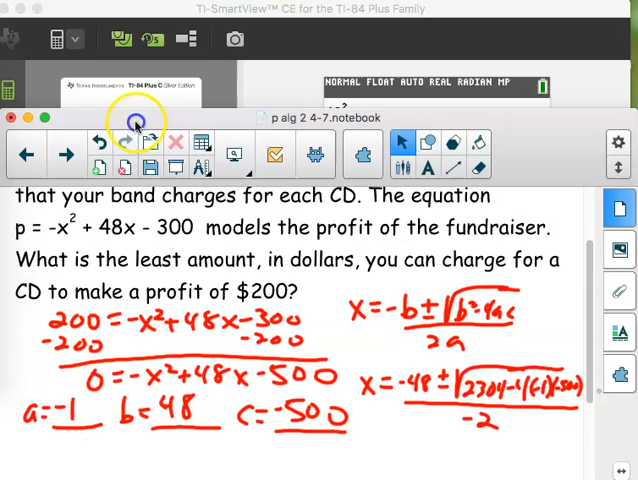 TI-SmartView™ CE for the TI-84 Plus Family
TEXAS INSTRUMENTS TI-84 Plus C Silver Edition
NORMAL FLOAT AUTO REAL RADIAN MP
p alg 2 4-7.notebook
that your band charges for each CD. The equation
p = -x² + 48x - 300 models the profit of the fundraiser.
What is the least amount, in dollars, you can charge for a
CD to make a profit of $200?
200 = -x² + 48x - 300
-200 -200
0 = -x² + 48x - 500
a = -1 b = 48 c = -500
x = -b ± √b² - 4ac
2a
x = -48 ± √2304 - 4(-1)(-500)
-2